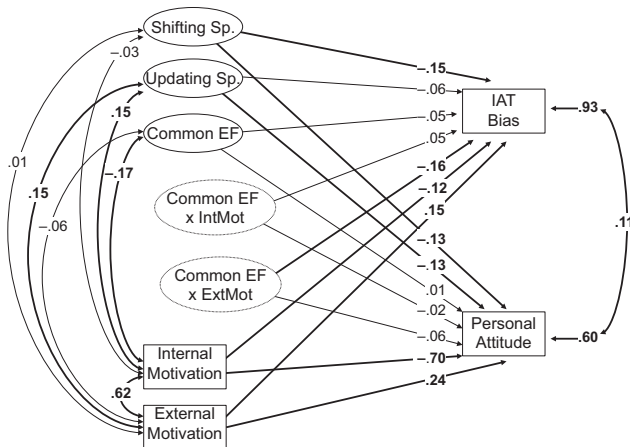 Shifting Sp.
–.03
–.15
Updating Sp.
–.06
IAT
Bias
.93
.15
.05
Common EF
.05
.01
–.17
–.16
.15
Common EF
x IntMot
–.12
–.06
.15
.11
–.13
Common EF
x ExtMot
–.13
.01
–.02
Personal
Attitude
.60
–.06
Internal
Motivation
–.70
.62
.24
External
Motivation